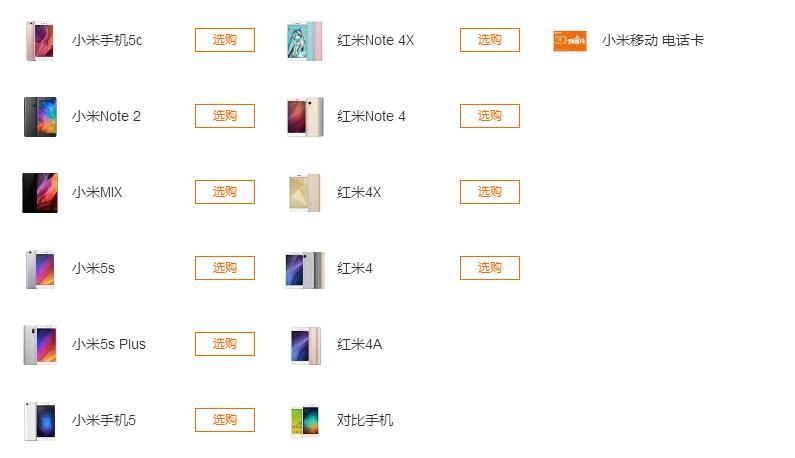 小米手机5c 选购 红米Note 4X 选购 小米移动 电话卡
小米Note 2 选购 红米Note 4 选购
小米MIX 选购 红米4X 选购
小米5s 选购 红米4 选购
小米5s Plus 选购 红米4A
小米手机5 选购 对比手机